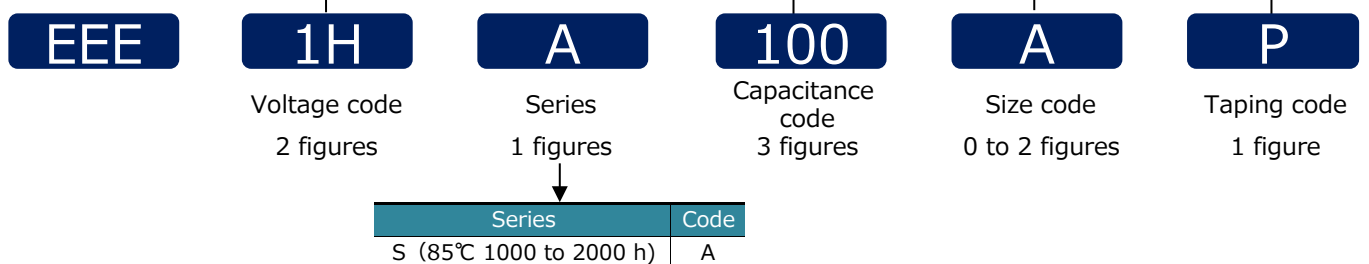 EEE 1H A 100 A P
Voltage code Series Capacitance code Size code Taping code
2 figures 1 figures 3 figures 0 to 2 figures 1 figure
Series Code
S (85℃ 1000 to 2000 h) A